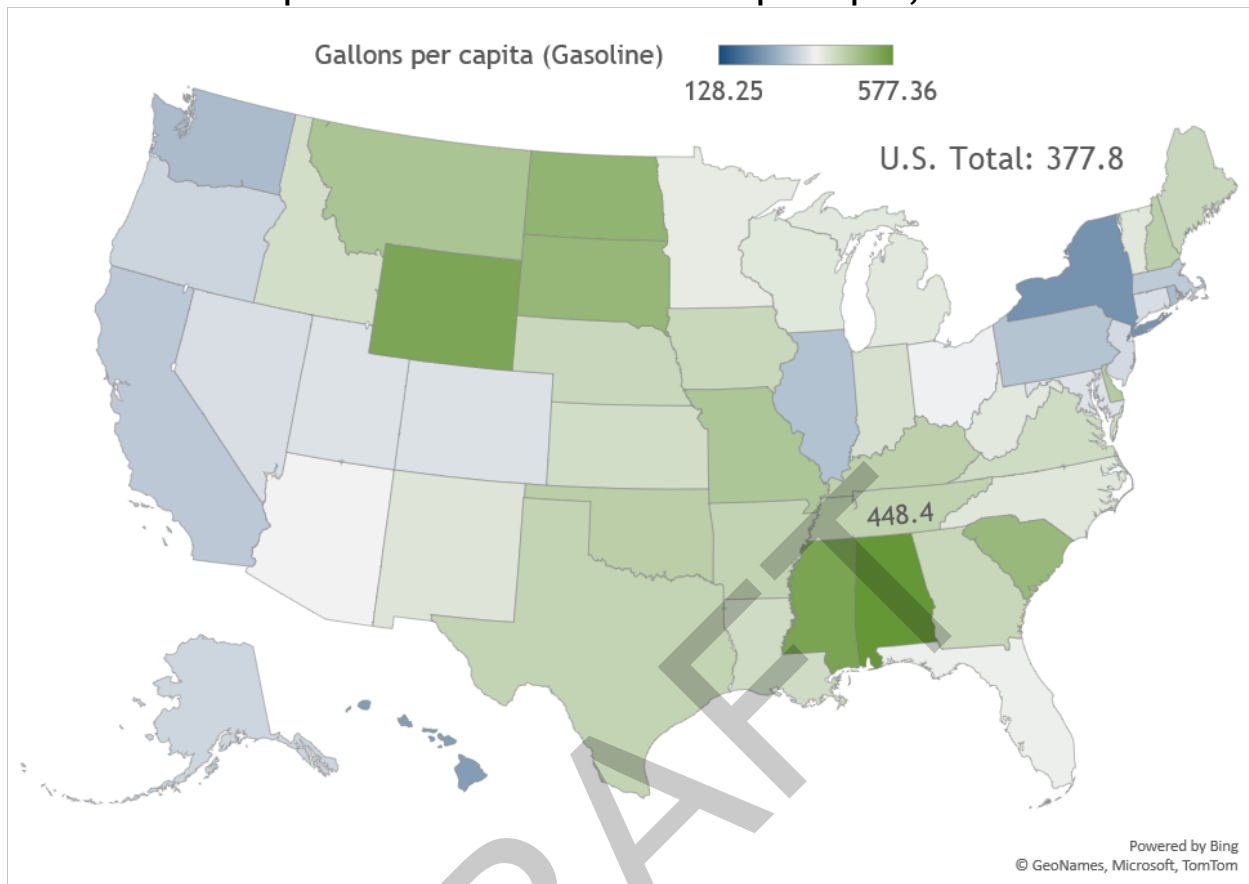 Gallons per capita (Gasoline)
128.25 577.36
U.S. Total: 377.8
448.4
DRAFT
Powered by Bing
© GeoNames, Microsoft, TomTom